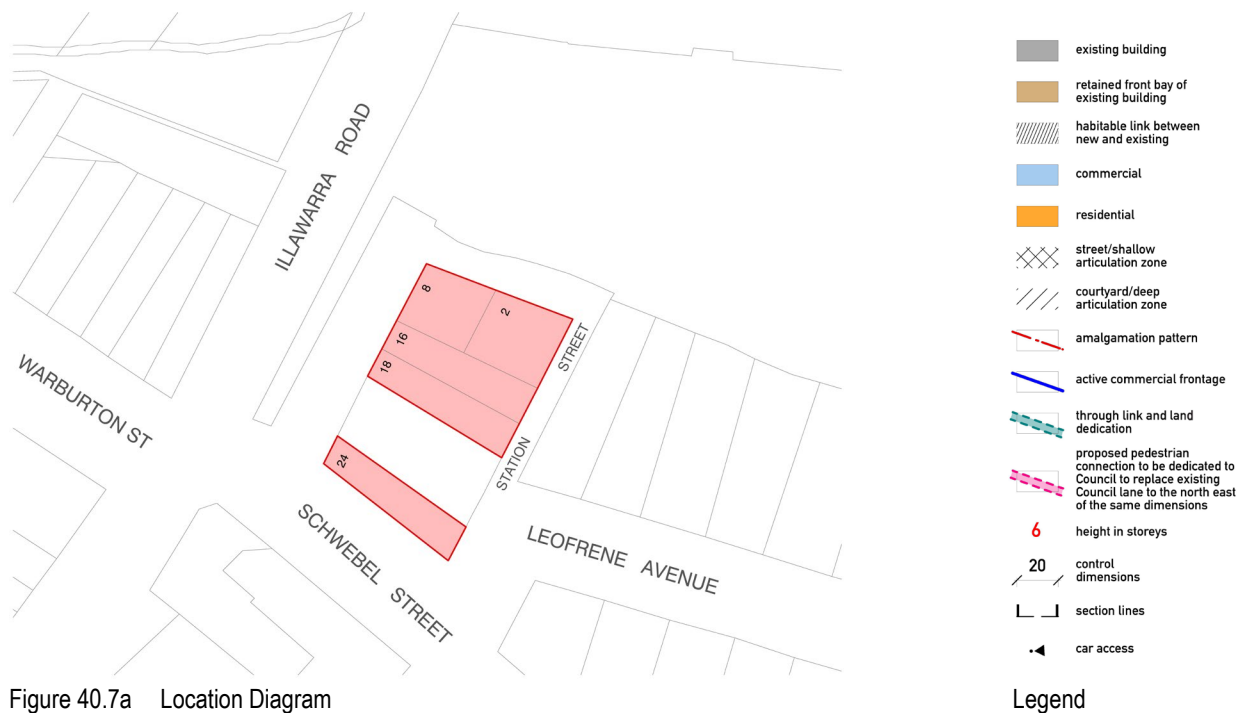 ILLAWARRA ROAD
8
2
16
18
STREET
STATION
24
WARBURTON ST
SCHWEBEL STREET
LEOFRENE AVENUE
Figure 40.7a Location Diagram
existing building
retained front bay of
existing building
habitable link between
new and existing
commercial
residential
street/shallow
articulation zone
courtyard/deep
articulation zone
amalgamation pattern
active commercial frontage
through link and land
dedication
proposed pedestrian
connection to be dedicated to
Council to replace existing
Council lane to the north east
of the same dimensions
6
height in storeys
20
control
dimensions
section lines
car access
Legend